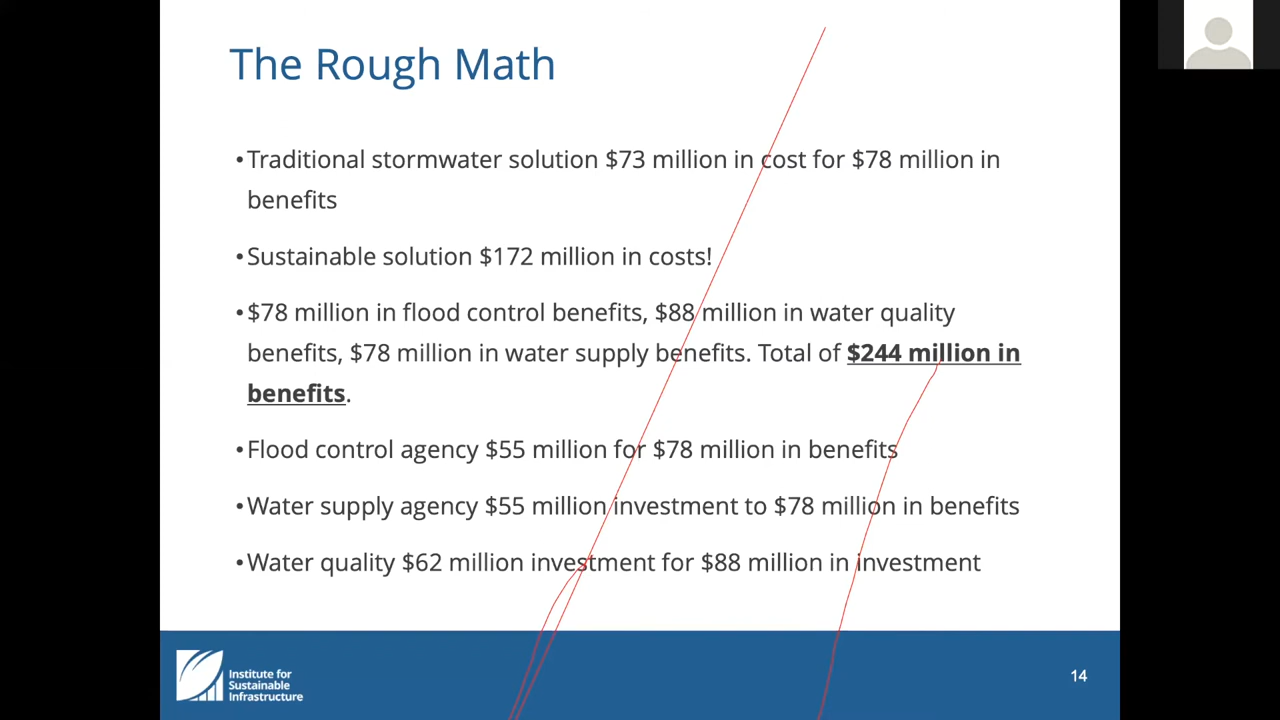 The Rough Math
•Traditional stormwater solution $73 million in cost for $78 million in
benefits
•Sustainable solution $172 million in costs!
•$78 million in flood control benefits, $88 million in water quality
benefits, $78 million in water supply benefits. Total of $244 million in
benefits.
•Flood control agency $55 million for $78 million in benefits
•Water supply agency $55 million investment to $78 million in benefits
•Water quality $62 million investment for $88 million in investment
Institute for
Sustainable
Infrastructure
14